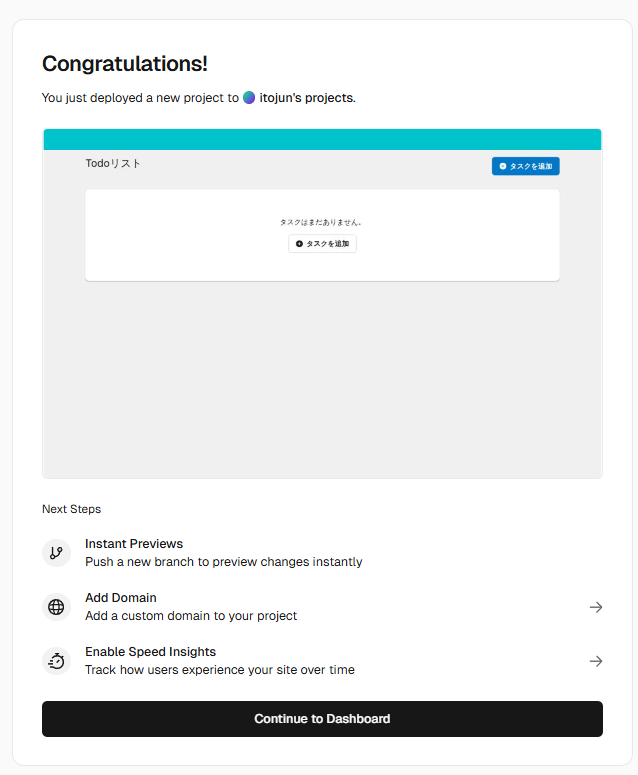 Congratulations!
You just deployed a new project to itojun's projects.
Todoリスト
タスクを追加
タスクはまだありません。
タスクを追加
Next Steps
Instant Previews
Push a new branch to preview changes instantly
Add Domain
Add a custom domain to your project
Enable Speed Insights
Track how users experience your site over time
Continue to Dashboard